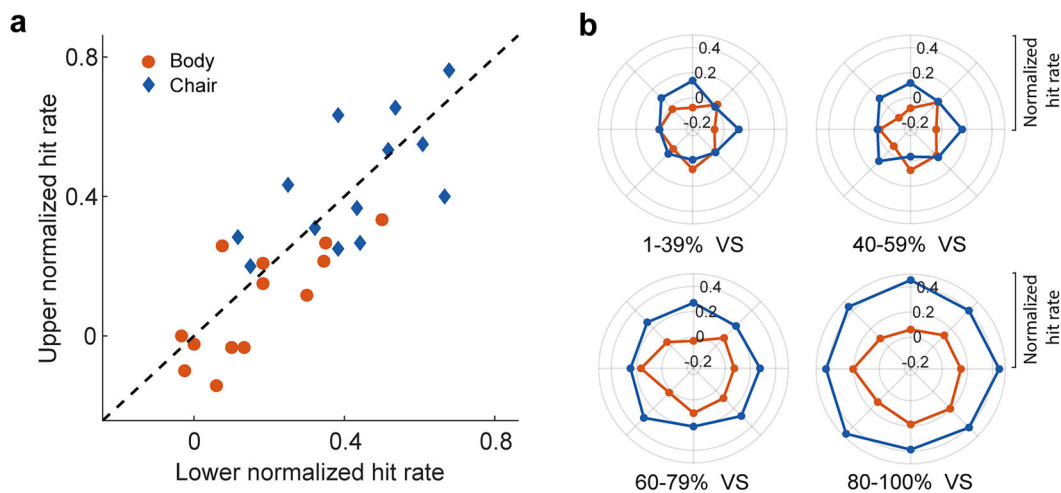 a
0.8
0.4
0
Upper normalized hit rate
Body
Chair
0
0.4
0.8
Lower normalized hit rate
b
0.4
0.2
0
-0.2
1-39% VS
0.4
0.2
0
-0.2
40-59% VS
Normalized
hit rate
0.4
0.2
0
-0.2
60-79% VS
0.4
0.2
0
-0.2
80-100% VS
Normalized
hit rate